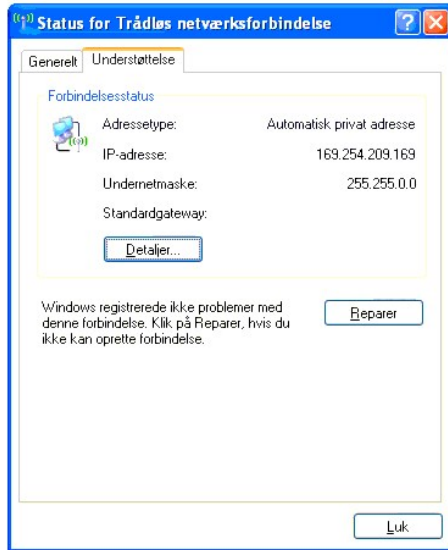 Status for Trådløs netværksforbindelse
Generelt
Understøttelse
Forbindelsesstatus
Adressetype: Automatisk privat adresse
IP-adresse: 169.254.209.169
Undernetmaske: 255.255.0.0
Standardgateway:
Detaljer...
Windows registrerede ikke problemer med
denne forbindelse. Klik på Reparer, hvis du
ikke kan oprette forbindelse.
Reparer
Luk